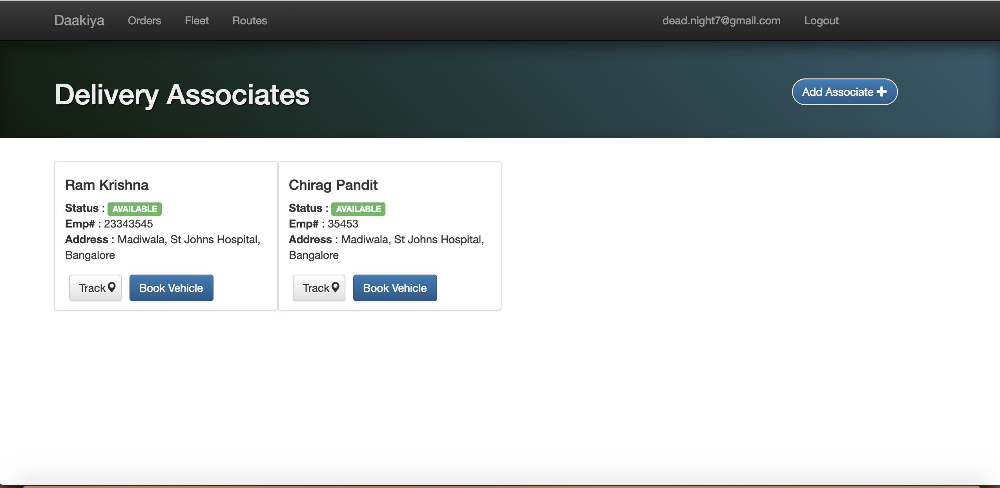 Daakiya Orders Fleet Routes dead.night7@gmail.com Logout
Delivery Associates
Add Associate
Ram Krishna
Status : AVAILABLE
Emp# : 23343545
Address : Madiwala, St Johns Hospital,
Bangalore
Track Book Vehicle
Chirag Pandit
Status : AVAILABLE
Emp# : 35453
Address : Madiwala, St Johns Hospital,
Bangalore
Track Book Vehicle